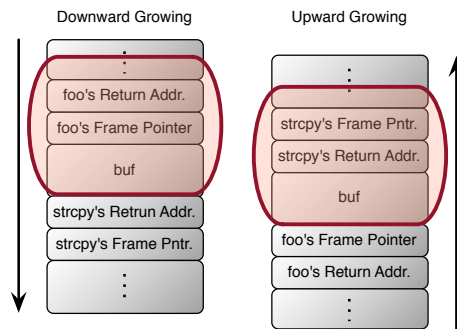 Downward Growing
foo's Return Addr.
foo's Frame Pointer
buf
strcpy's Retrun Addr.
strcpy's Frame Pntr.
Upward Growing
strcpy's Frame Pntr.
strcpy's Return Addr.
buf
foo's Frame Pointer
foo's Return Addr.